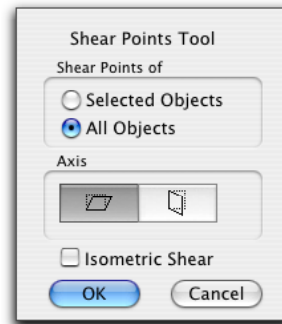 Shear Points Tool
Shear Points of
Selected Objects
All Objects
Axis
Isometric Shear
OK
Cancel